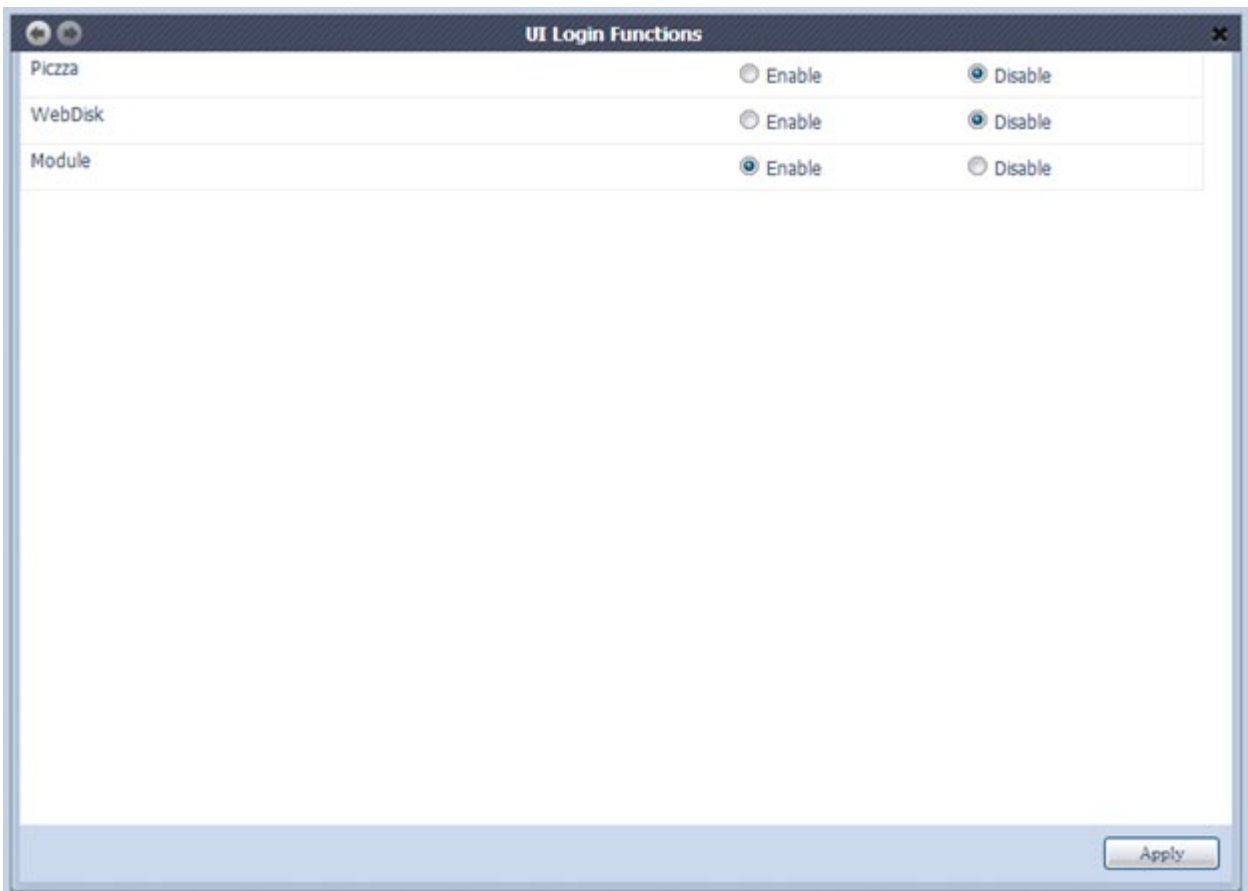 UI Login Functions
Piczza Enable Disable
WebDisk Enable Disable
Module Enable Disable
Apply